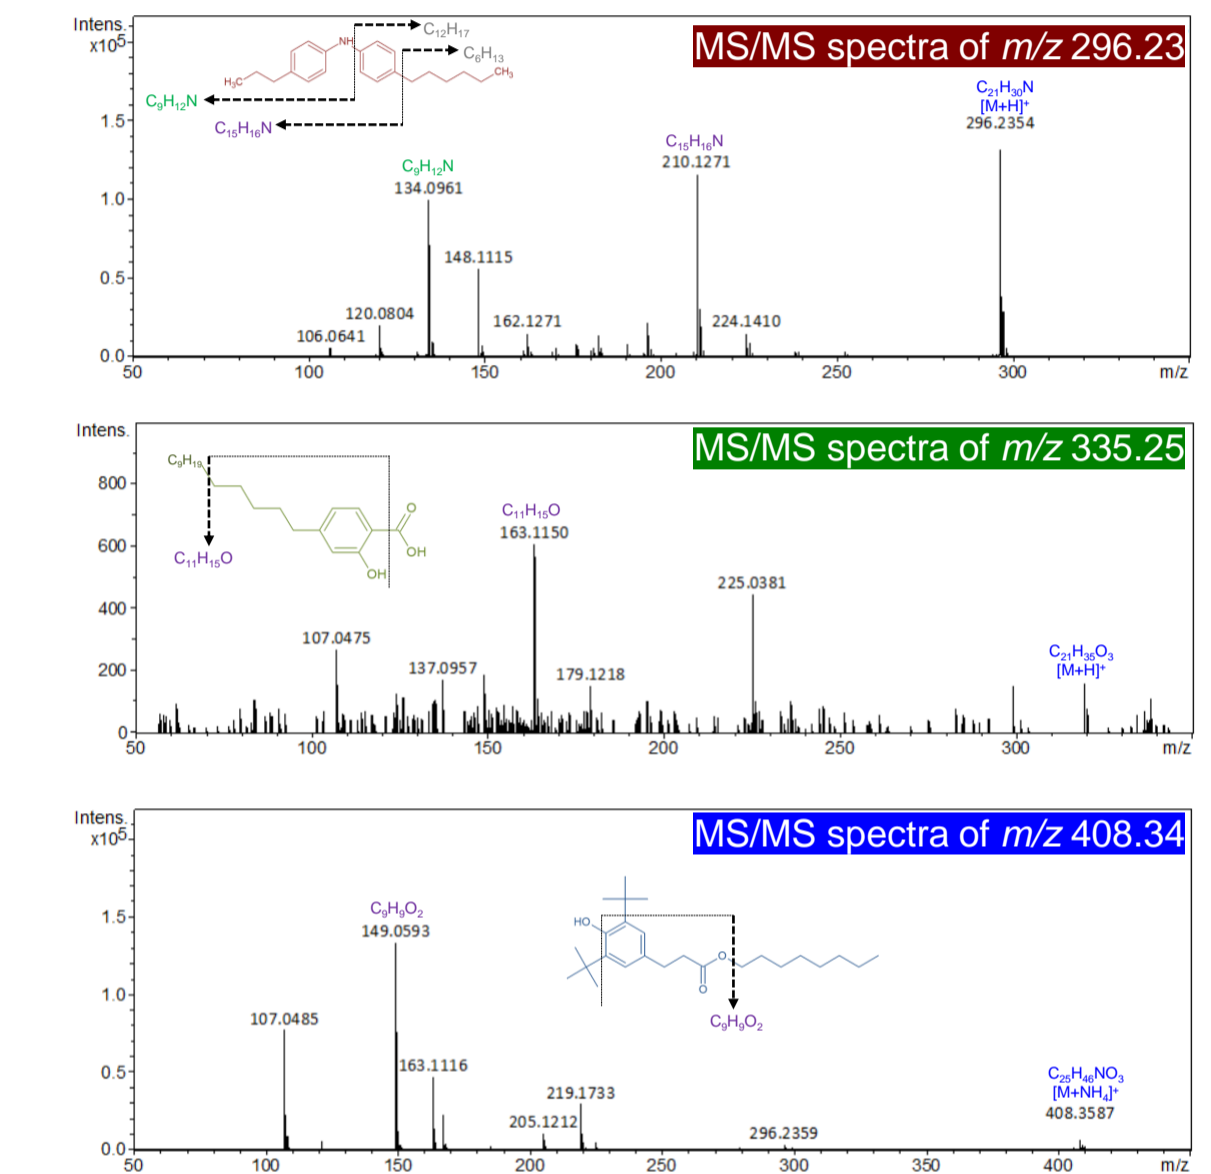 Intens.
x10⁵
MS/MS spectra of m/z 296.23
C₁₂H₁₇
NH
C₆H₁₃
CH₃
H₃C
C₉H₁₂N
C₁₅H₁₆N
C₂₁H₃₀N
[M+H]⁺
296.2354
1.5
C₁₅H₁₆N
210.1271
C₉H₁₂N
134.0961
1.0
148.1115
0.5
120.0804
106.0641
162.1271
224.1410
0.0
50 100 150 200 250 300 m/z
Intens.
MS/MS spectra of m/z 335.25
C₉H₁₉
800
O
OH
OH
C₁₁H₁₅O
C₁₁H₁₅O
163.1150
600
225.0381
400
107.0475
137.0957
179.1218
C₂₁H₃₅O₃
[M+H]⁺
200
0
50 100 150 200 250 300 m/z
Intens.
x10⁵
MS/MS spectra of m/z 408.34
C₉H₉O₂
149.0593
1.5
HO
O
O
C₉H₉O₂
1.0
107.0485
163.1116
0.5
219.1733
205.1212
296.2359
C₂₅H₄₆NO₃
[M+NH₄]⁺
408.3587
0.0
50 100 150 200 250 300 350 400 m/z